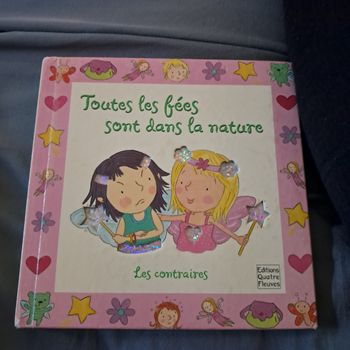 Toutes les fées
sont dans la nature
Les contraires
Editions
Quatre
Fleuves